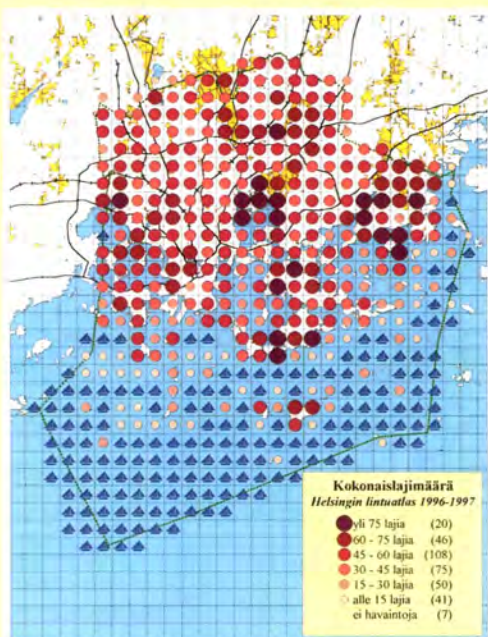 Kokonaislajimäärä
Helsingin lintuatlas 1996-1997
yli 75 lajia (20)
60 - 75 lajia (46)
45 - 60 lajia (108)
30 - 45 lajia (75)
15 - 30 lajia (50)
alle 15 lajia (41)
ei havaintoja (7)